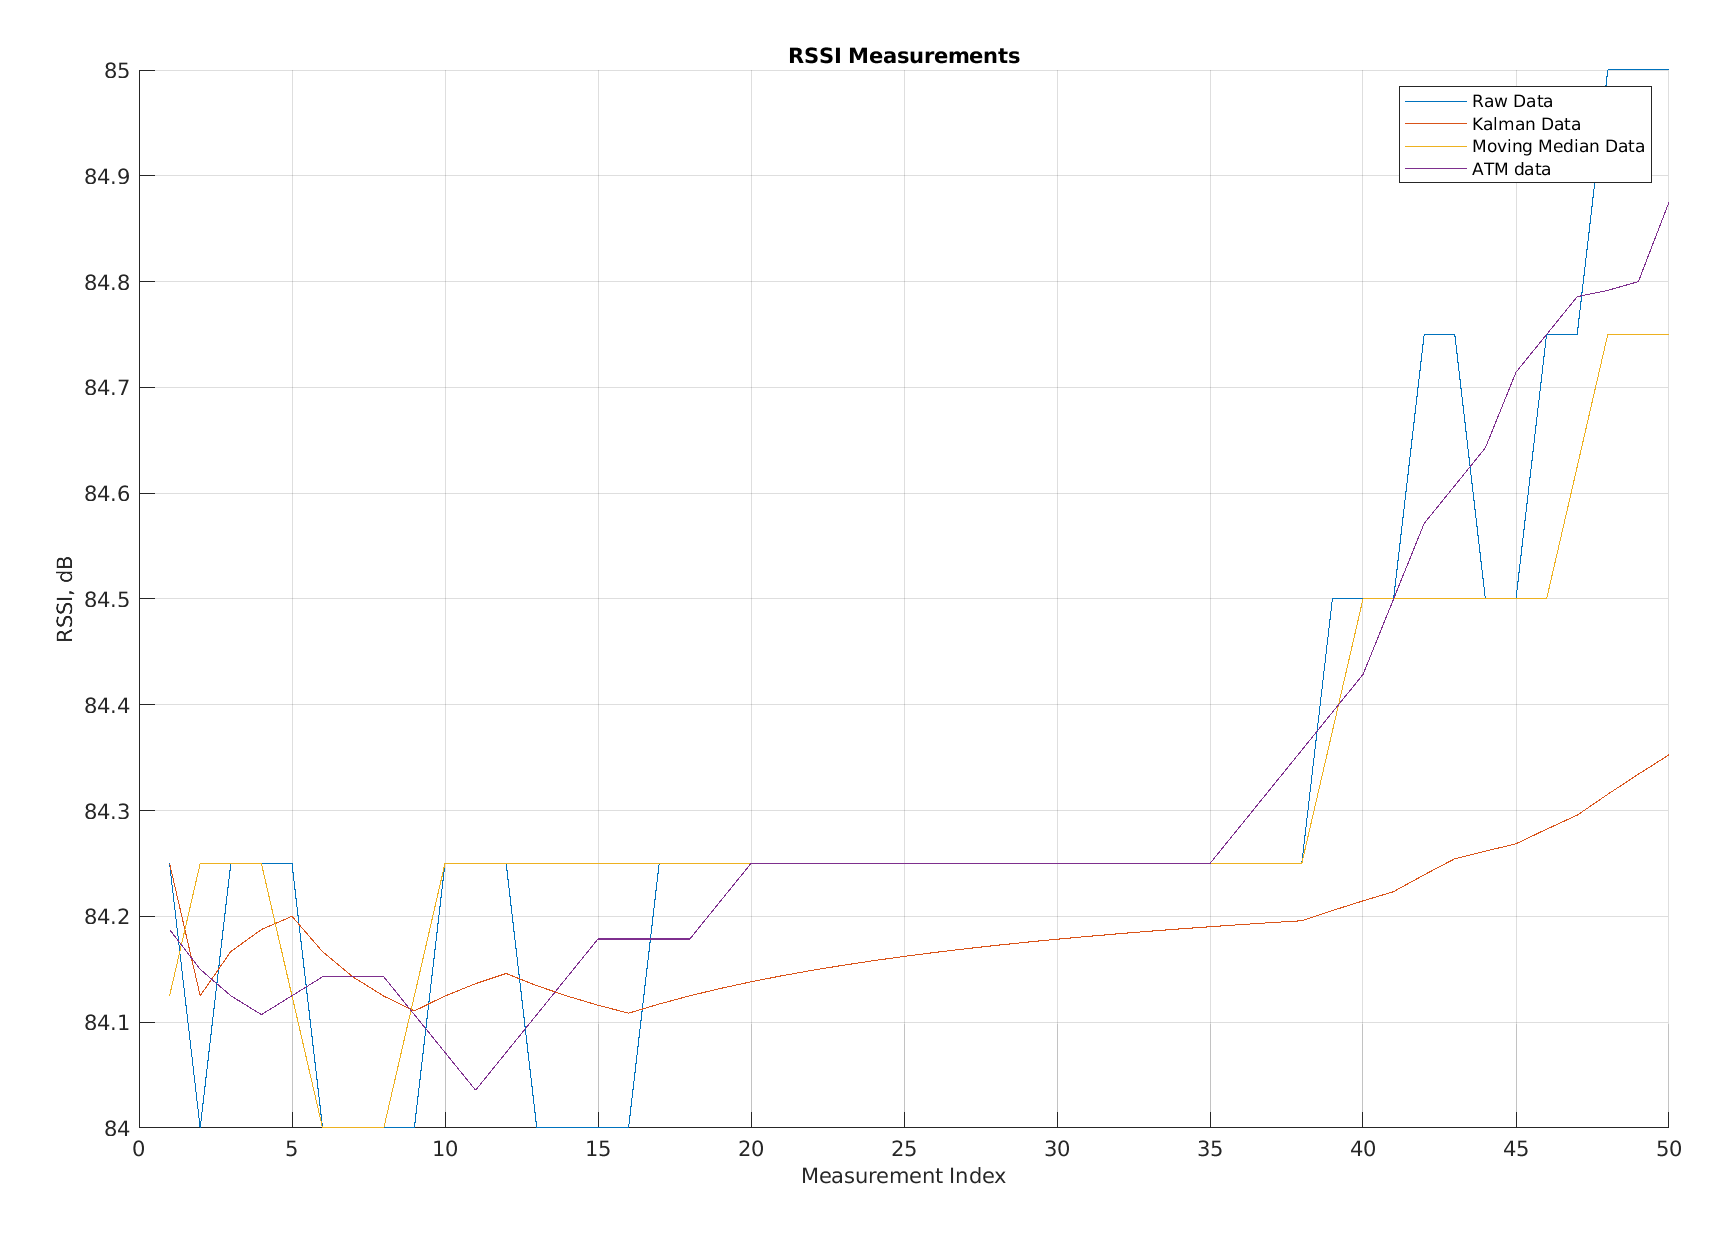 RSSI Measurements
85
84.9
84.8
84.7
84.6
84.5
84.4
84.3
84.2
84.1
84
RSSI, dB
Raw Data
Kalman Data
Moving Median Data
ATM data
0 5 10 15 20 25 30 35 40 45 50
Measurement Index